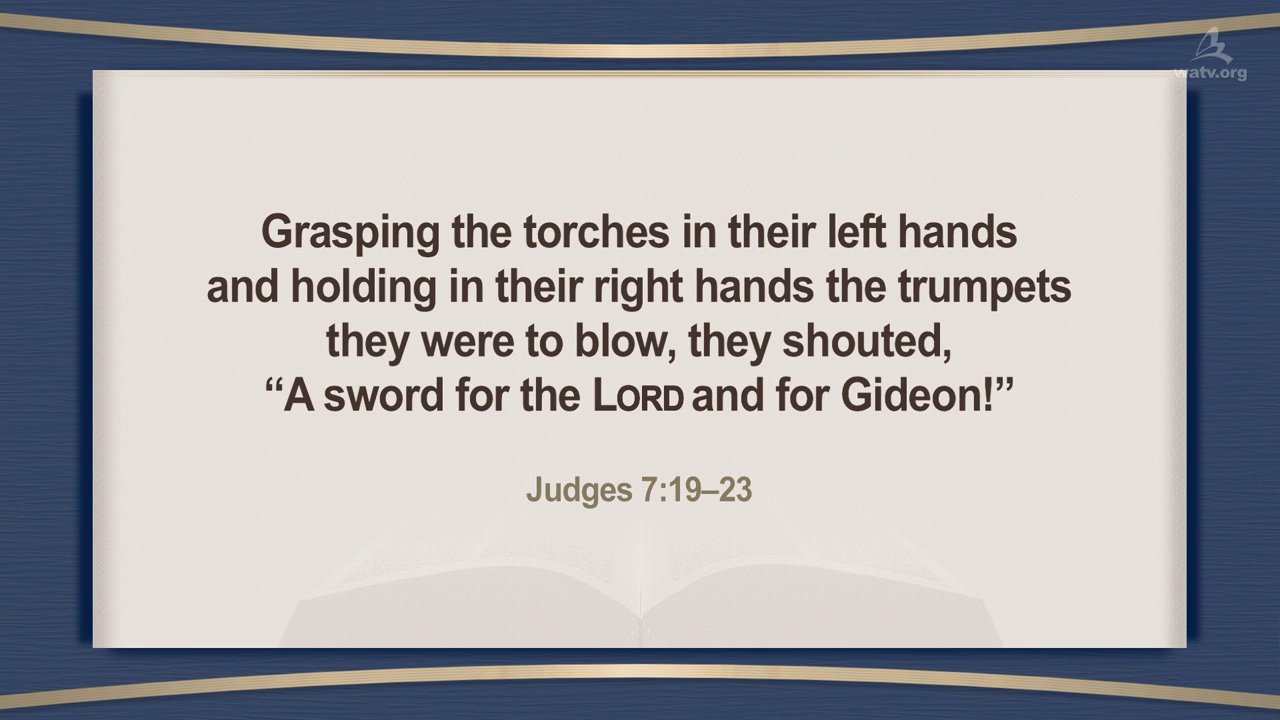 watv.org
Grasping the torches in their left hands
and holding in their right hands the trumpets
they were to blow, they shouted,
“A sword for the LORD and for Gideon!”
Judges 7:19–23